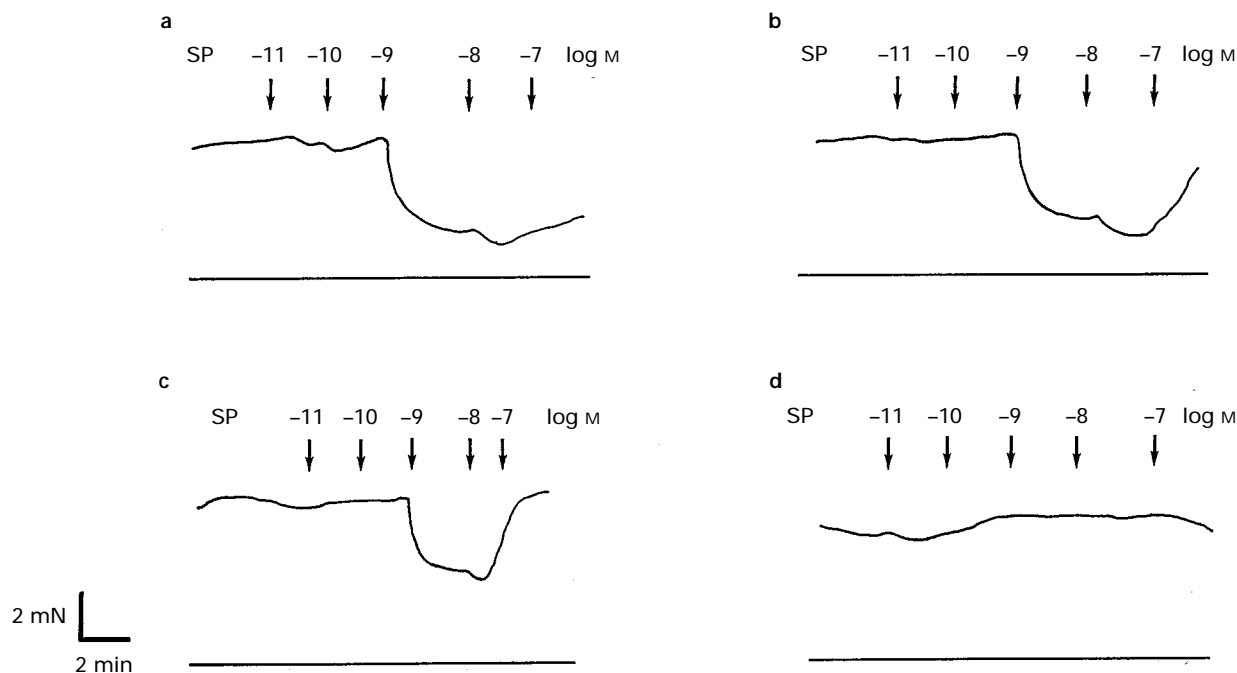 a
SP –11 –10 –9 –8 –7 log M
b
SP –11 –10 –9 –8 –7 log M
c
SP –11 –10 –9 –8 –7 log M
d
SP –11 –10 –9 –8 –7 log M
2 mN
2 min